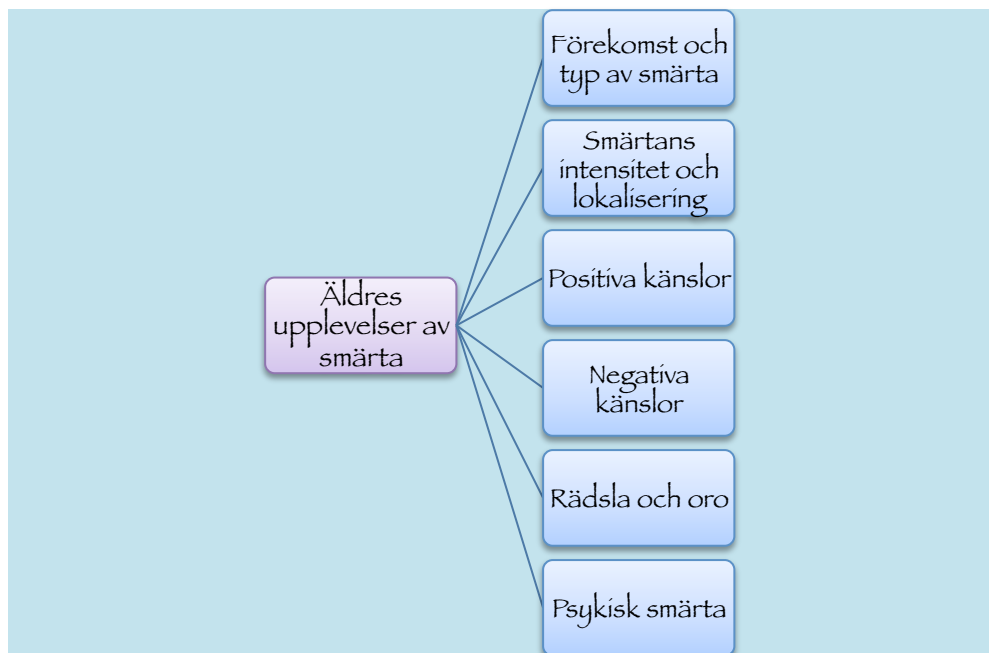 Förekomst och
typ av smärta
Smärtans
intensitet och
lokalisering
Positiva känslor
Äldres
upplevelser av
smärta
Negativa
känslor
Rädsla och oro
Psykisk smärta